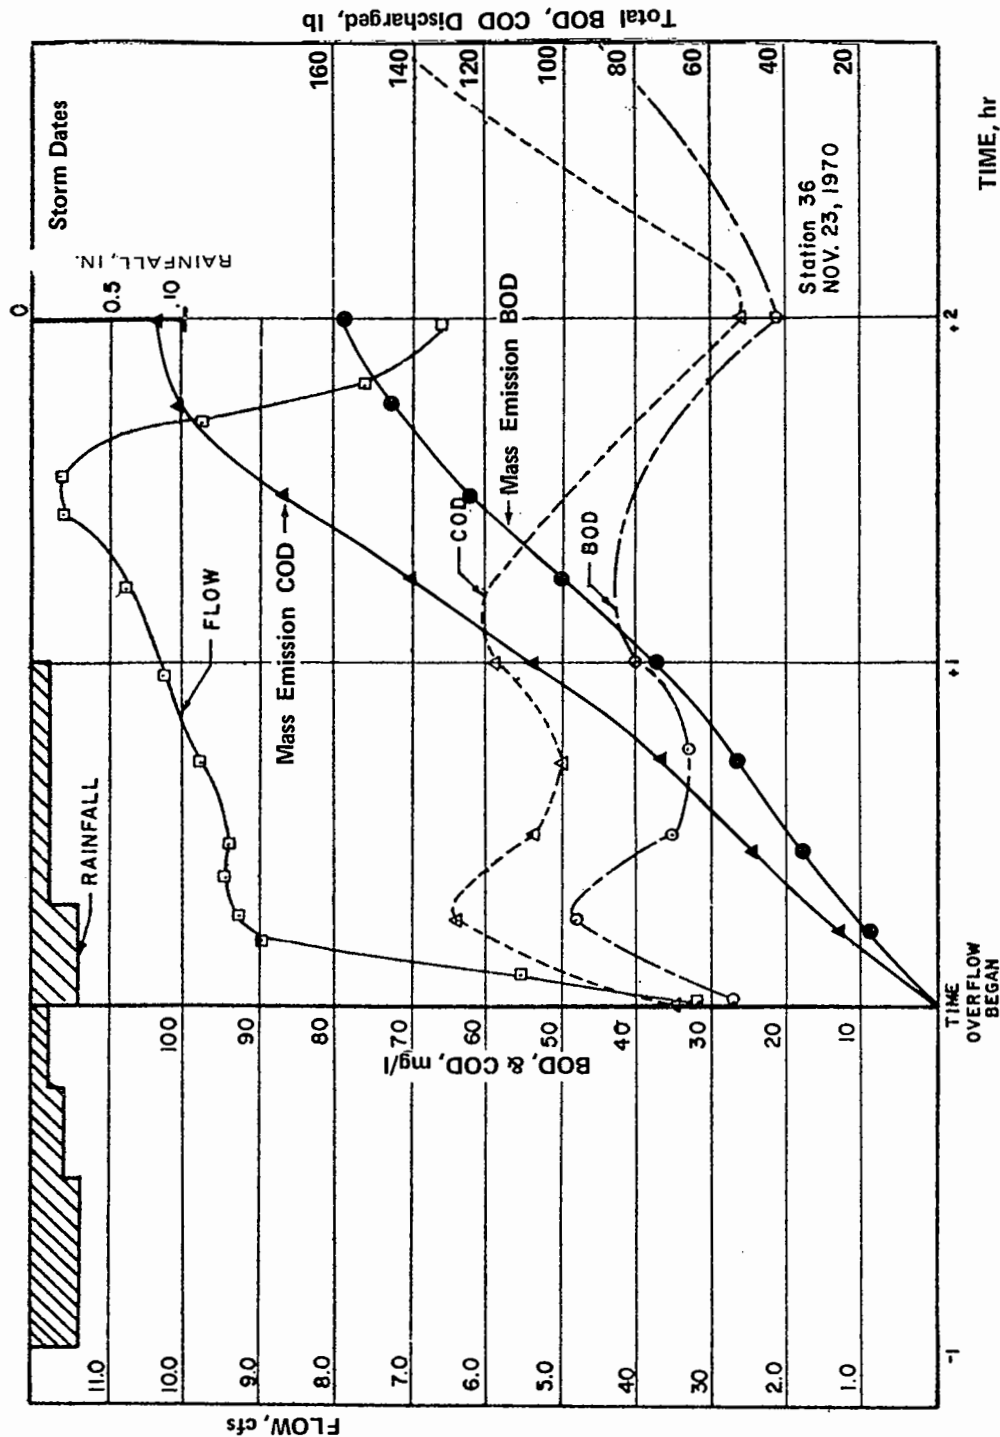 Total BOD, COD Discharged, lb
Storm Dates
0
RAINFALL, IN.
0.5
.10
160
140
120
100
80
60
40
20
RAINFALL
FLOW
Mass Emission COD
COD
Mass Emission BOD
BOD
Station 36
NOV. 23, 1970
100
90
80
70
60
50
40
30
20
10
BOD, & COD, mg/l
11.0
10.0
9.0
8.0
7.0
6.0
5.0
40
30
2.0
1.0
FLOW, cfs
-1
TIME
OVERFLOW
BEGAN
+1
+2
TIME, hr